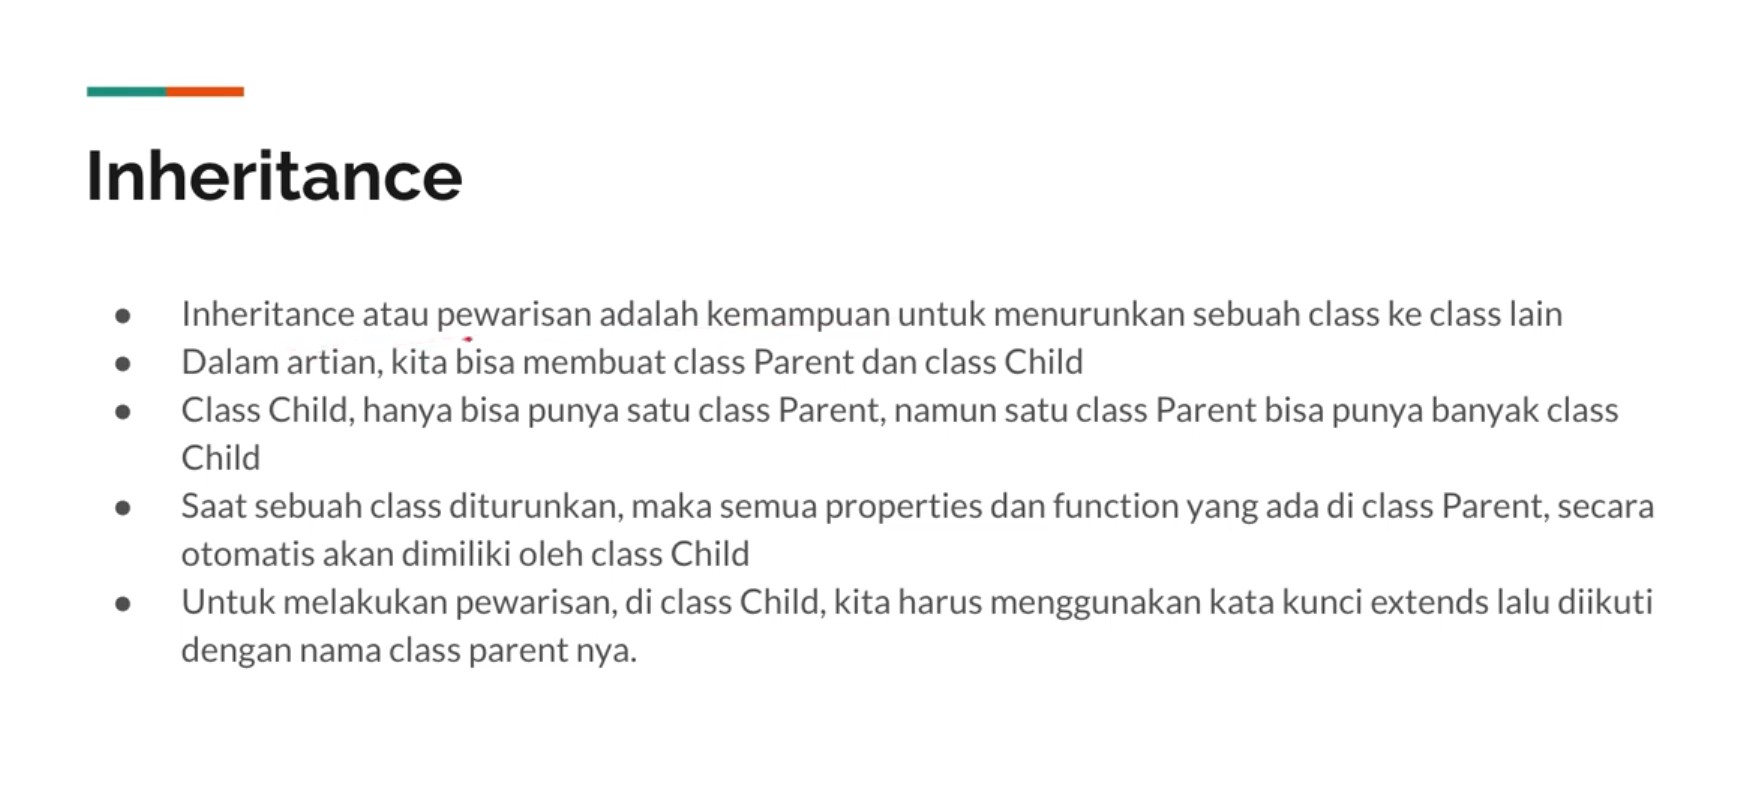 Inheritance
● Inheritance atau pewarisan adalah kemampuan untuk menurunkan sebuah class ke class lain
● Dalam artian, kita bisa membuat class Parent dan class Child
● Class Child, hanya bisa punya satu class Parent, namun satu class Parent bisa punya banyak class
Child
● Saat sebuah class diturunkan, maka semua properties dan function yang ada di class Parent, secara
otomatis akan dimiliki oleh class Child
● Untuk melakukan pewarisan, di class Child, kita harus menggunakan kata kunci extends lalu diikuti
dengan nama class parent nya.